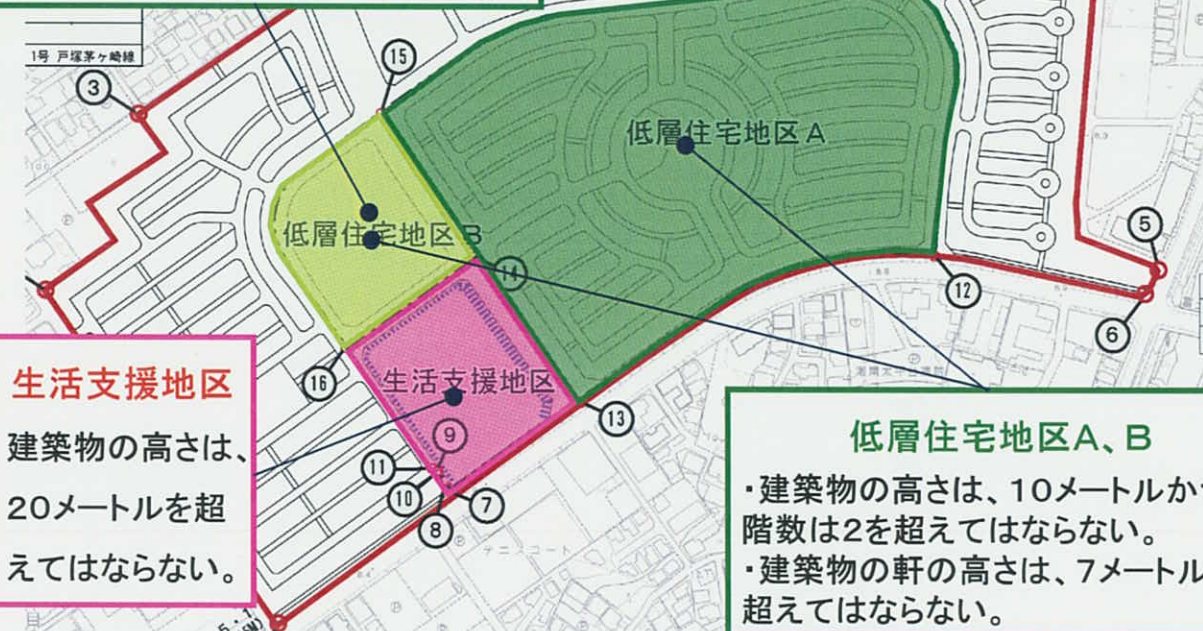 1号 戸塚茅ヶ崎線
3
15
低層住宅地区A
低層住宅地区B
14
5
12
6
16
生活支援地区
13
9
11
10
7
8
テニスコート
生活支援地区
建築物の高さは、
20メートルを超
えてはならない。
低層住宅地区A、B
・建築物の高さは、10メートルか
階数は2を超えてはならない。
・建築物の軒の高さは、7メートル
超えてはならない。